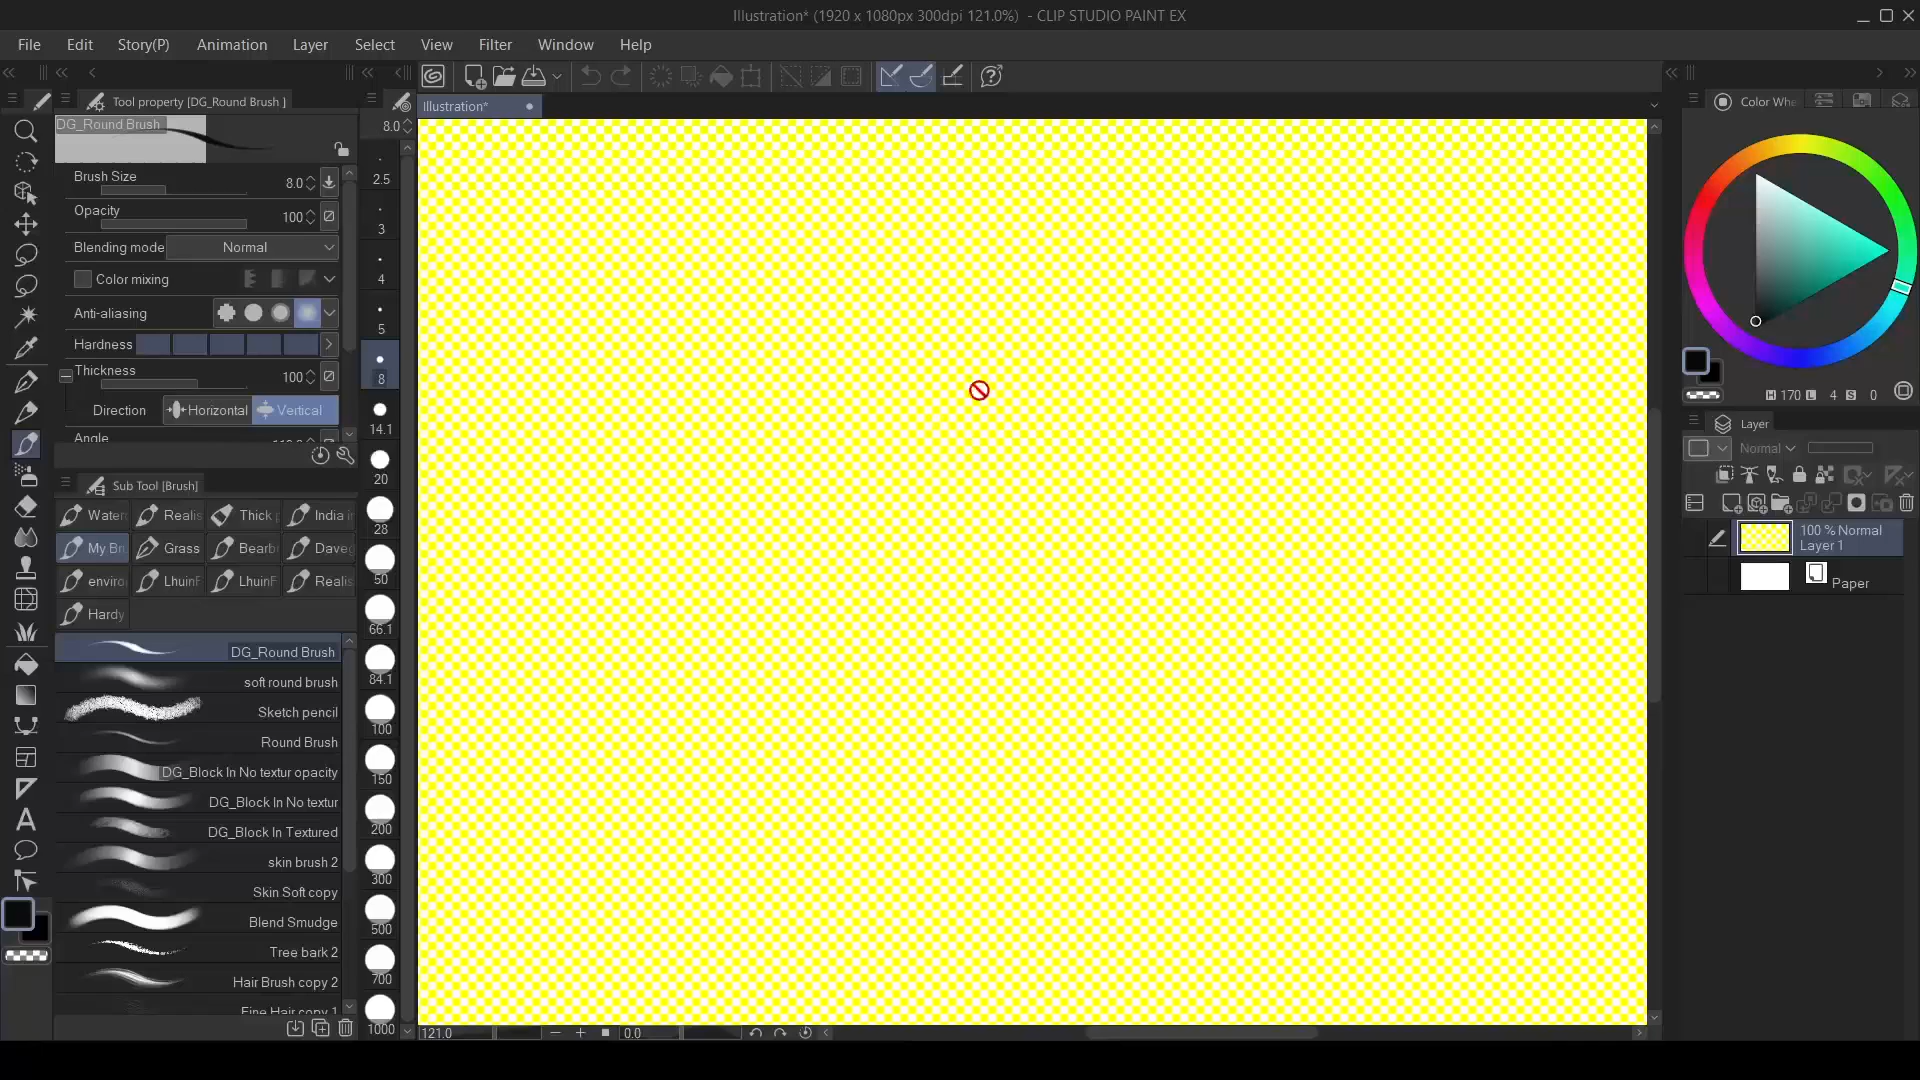 Illustration* (1920 x 1080px 300dpi 121.0%) - CLIP STUDIO PAINT EX
File Edit Story(P) Animation Layer Select View Filter Window Help
Tool property [DG_Round Brush ]
Illustration*
Color Whe
DG_Round Brush
8.0
Brush Size 8.0
Opacity 100
Blending mode Normal
Color mixing
Anti-aliasing
Hardness
Thickness 100
Direction Horizontal Vertical
Angle
2.5
3
4
5
8
14.1
20
28
50
66.1
84.1
100
150
200
300
500
700
1000
Sub Tool [Brush]
Water Realis Thick India
My Br Grass Bearb Dave
enviro LhuinF LhuinF Realis
Hardy
DG_Round Brush
soft round brush
Sketch pencil
Round Brush
DG_Block In No textur opacity
DG_Block In No textur
DG_Block In Textured
skin brush 2
Skin Soft copy
Blend Smudge
Tree bark 2
Hair Brush copy 2
Fine Hair copy 1
121.0
0.0
H 170 L 4 S 0
Layer
Normal
100 % Normal
Layer 1
Paper